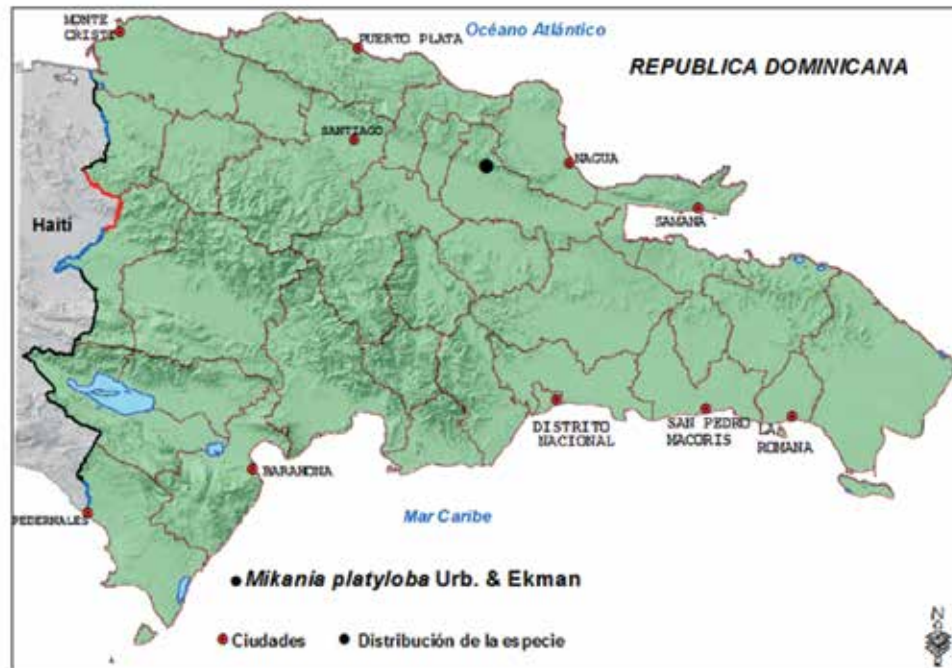 MONTE
CRISTI
PUERTO PLATA
Océano Atlántico
REPUBLICA DOMINICANA
SANTIAGO
NAGUA
Haití
SAMANA
DISTRITO
NACIONAL
SAN PEDRO
MACORIS
LA
ROMANA
BARAHONA
PEDERNALES
Mar Caribe
Mikania platyloba Urb. & Ekman
Ciudades
Distribución de la especie